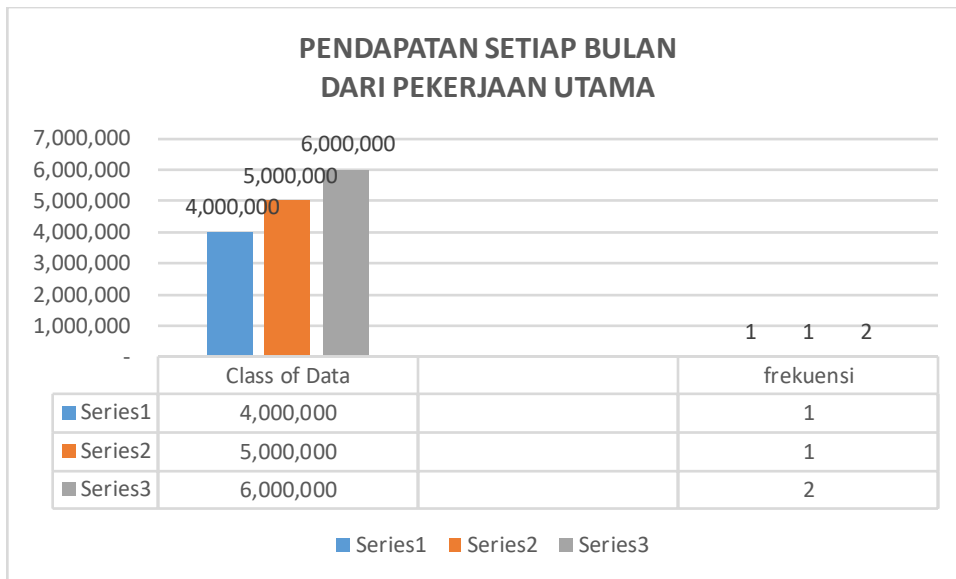 PENDAPATAN SETIAP BULAN
DARI PEKERJAAN UTAMA
7,000,000
6,000,000
5,000,000
4,000,000
3,000,000
2,000,000
1,000,000
-
4,000,000
5,000,000
6,000,000
1 1 2
Class of Data frekuensi
Series1 4,000,000 1
Series2 5,000,000 1
Series3 6,000,000 2
Series1 Series2 Series3